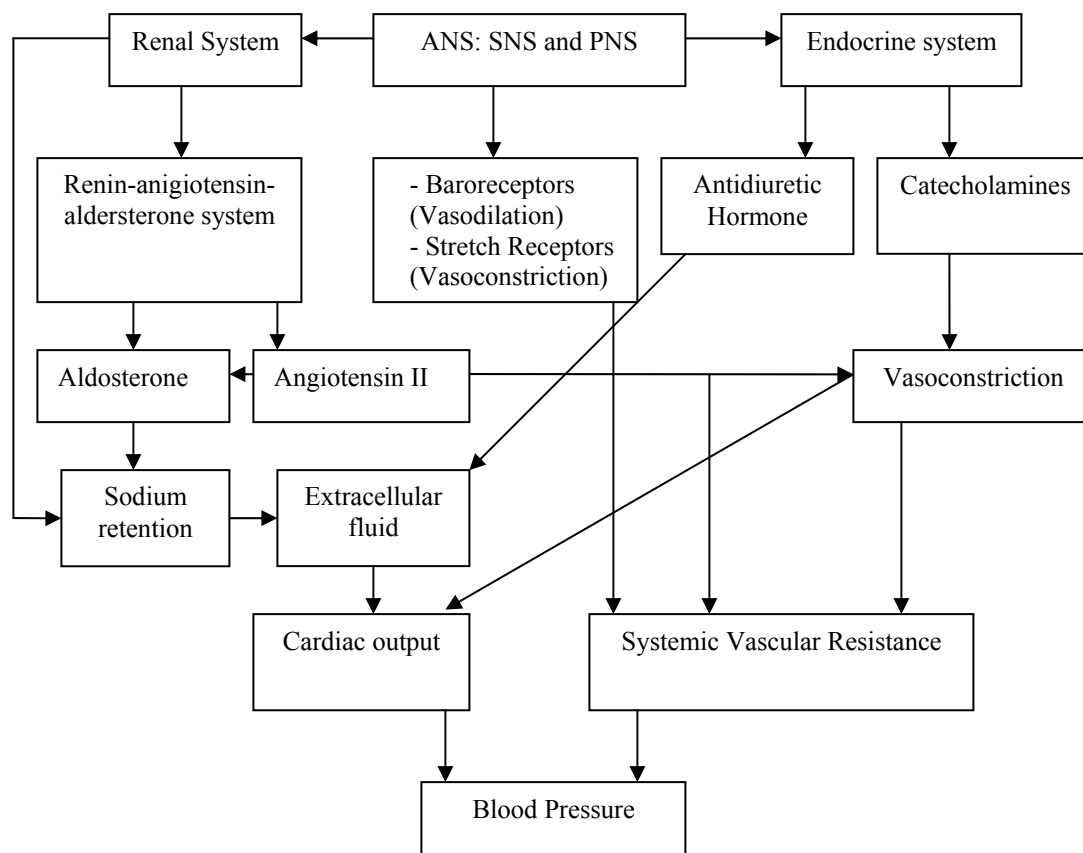 Renal System
ANS: SNS and PNS
Endocrine system
Renin-anigiotensin-
aldersterone system
- Baroreceptors
(Vasodilation)
- Stretch Receptors
(Vasoconstriction)
Antidiuretic
Hormone
Catecholamines
Aldosterone
Angiotensin II
Vasoconstriction
Sodium
retention
Extracellular
fluid
Cardiac output
Systemic Vascular Resistance
Blood Pressure